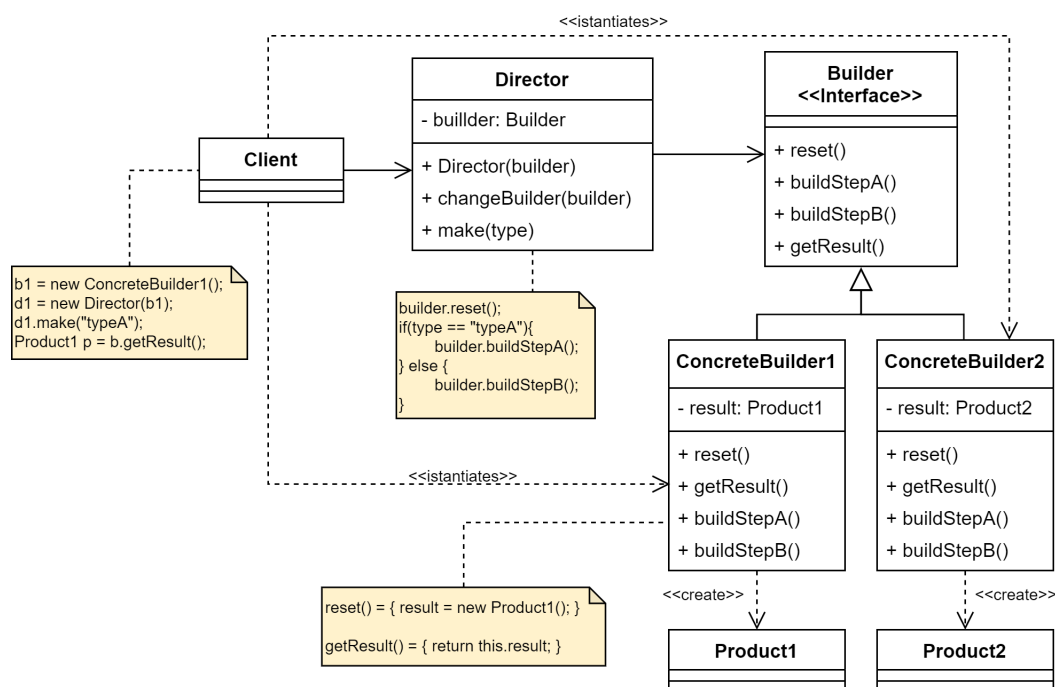 <<istantiates>>
Client
Director
- buillder: Builder
+ Director(builder)
+ changeBuilder(builder)
+ make(type)
Builder
<<Interface>>
+ reset()
+ buildStepA()
+ buildStepB()
+ getResult()
b1 = new ConcreteBuilder1();
d1 = new Director(b1);
d1.make("typeA");
Product1 p = b.getResult();
builder.reset();
if(type == "typeA"){
builder.buildStepA();
} else {
builder.buildStepB();
}
ConcreteBuilder1
- result: Product1
+ reset()
+ getResult()
+ buildStepA()
+ buildStepB()
ConcreteBuilder2
- result: Product2
+ reset()
+ getResult()
+ buildStepA()
+ buildStepB()
<<istantiates>>
reset() = { result = new Product1(); }
getResult() = { return this.result; }
<<create>>
<<create>>
Product1
Product2